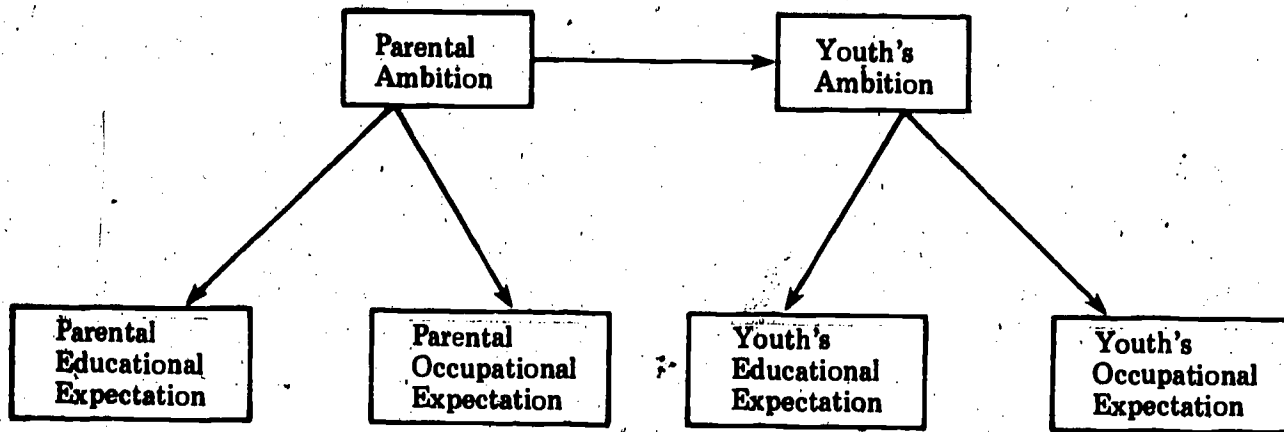 Parental
Ambition
Youth's
Ambition
Parental
Educational
Expectation
Parental
Occupational
Expectation
Youth's
Educational
Expectation
Youth's
Occupational
Expectation